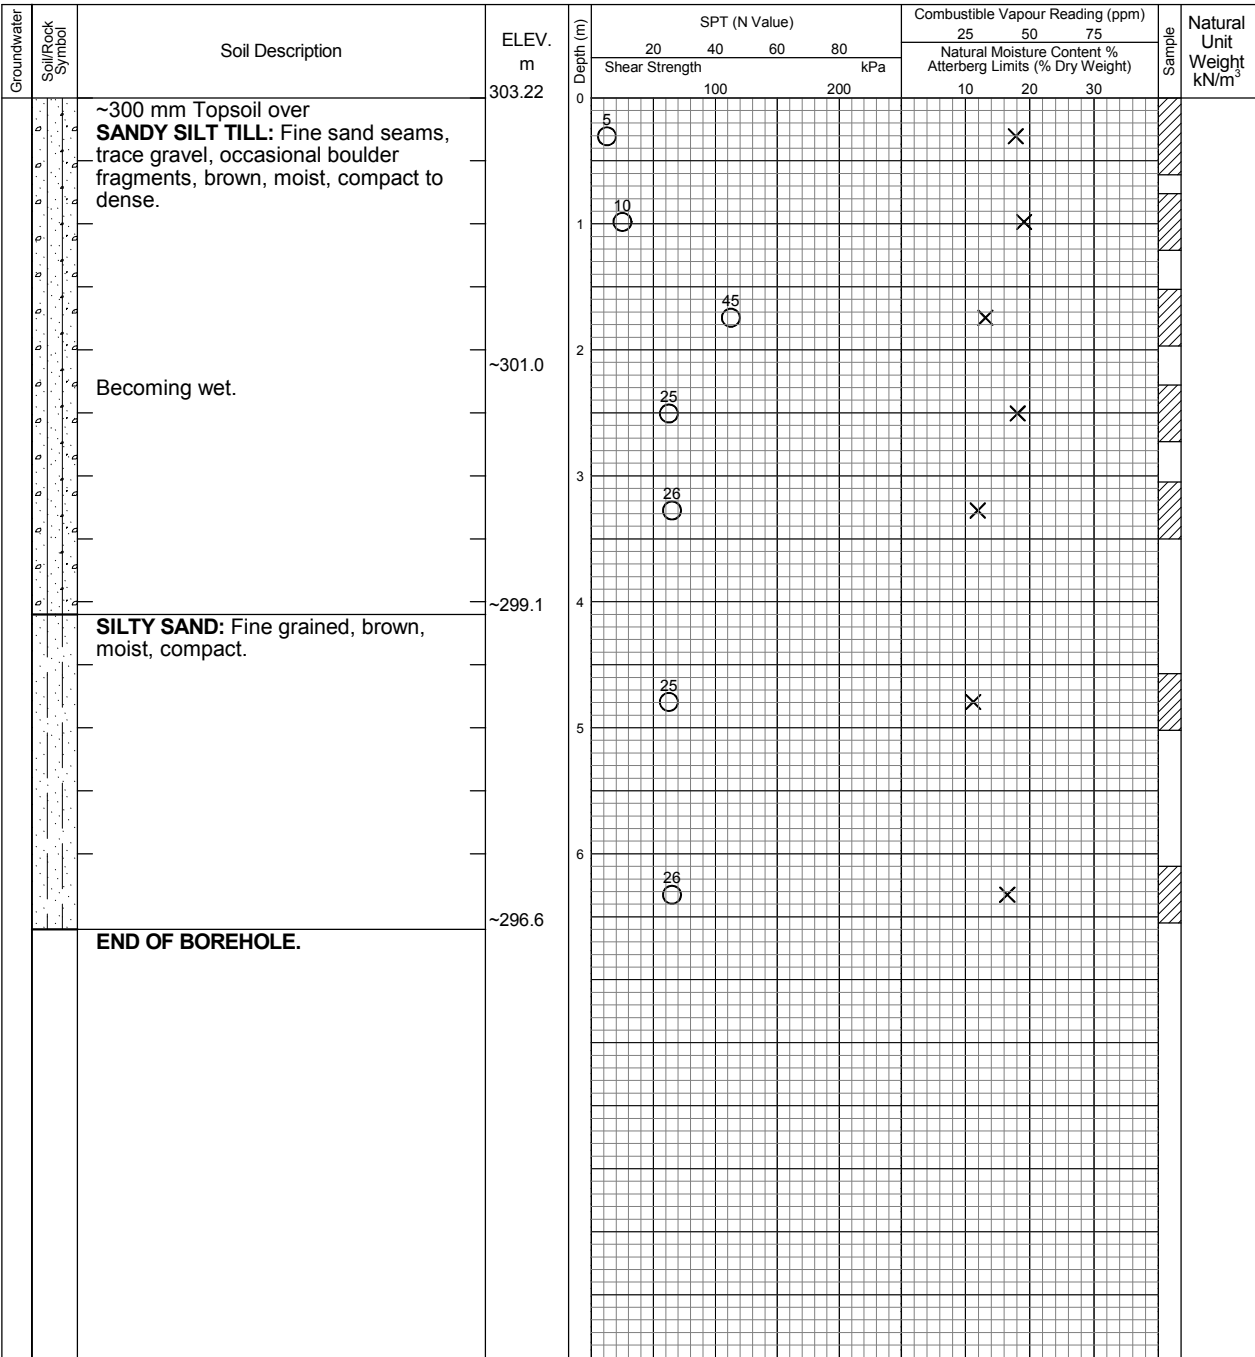 Groundwater
Soil/Rock
Symbol
Soil Description
ELEV.
m
303.22
Depth (m)
SPT (N Value)
20 40 60 80
Shear Strength kPa
100 200
Combustible Vapour Reading (ppm)
25 50 75
Natural Moisture Content %
Atterberg Limits (% Dry Weight)
10 20 30
Sample
Natural
Unit
Weight
kN/m3
0
~300 mm Topsoil over
SANDY SILT TILL: Fine sand seams,
trace gravel, occasional boulder
fragments, brown, moist, compact to
dense.
5
10
1
45
2
~301.0
Becoming wet.
25
3
26
4
~299.1
SILTY SAND: Fine grained, brown,
moist, compact.
25
5
6
26
~296.6
END OF BOREHOLE.